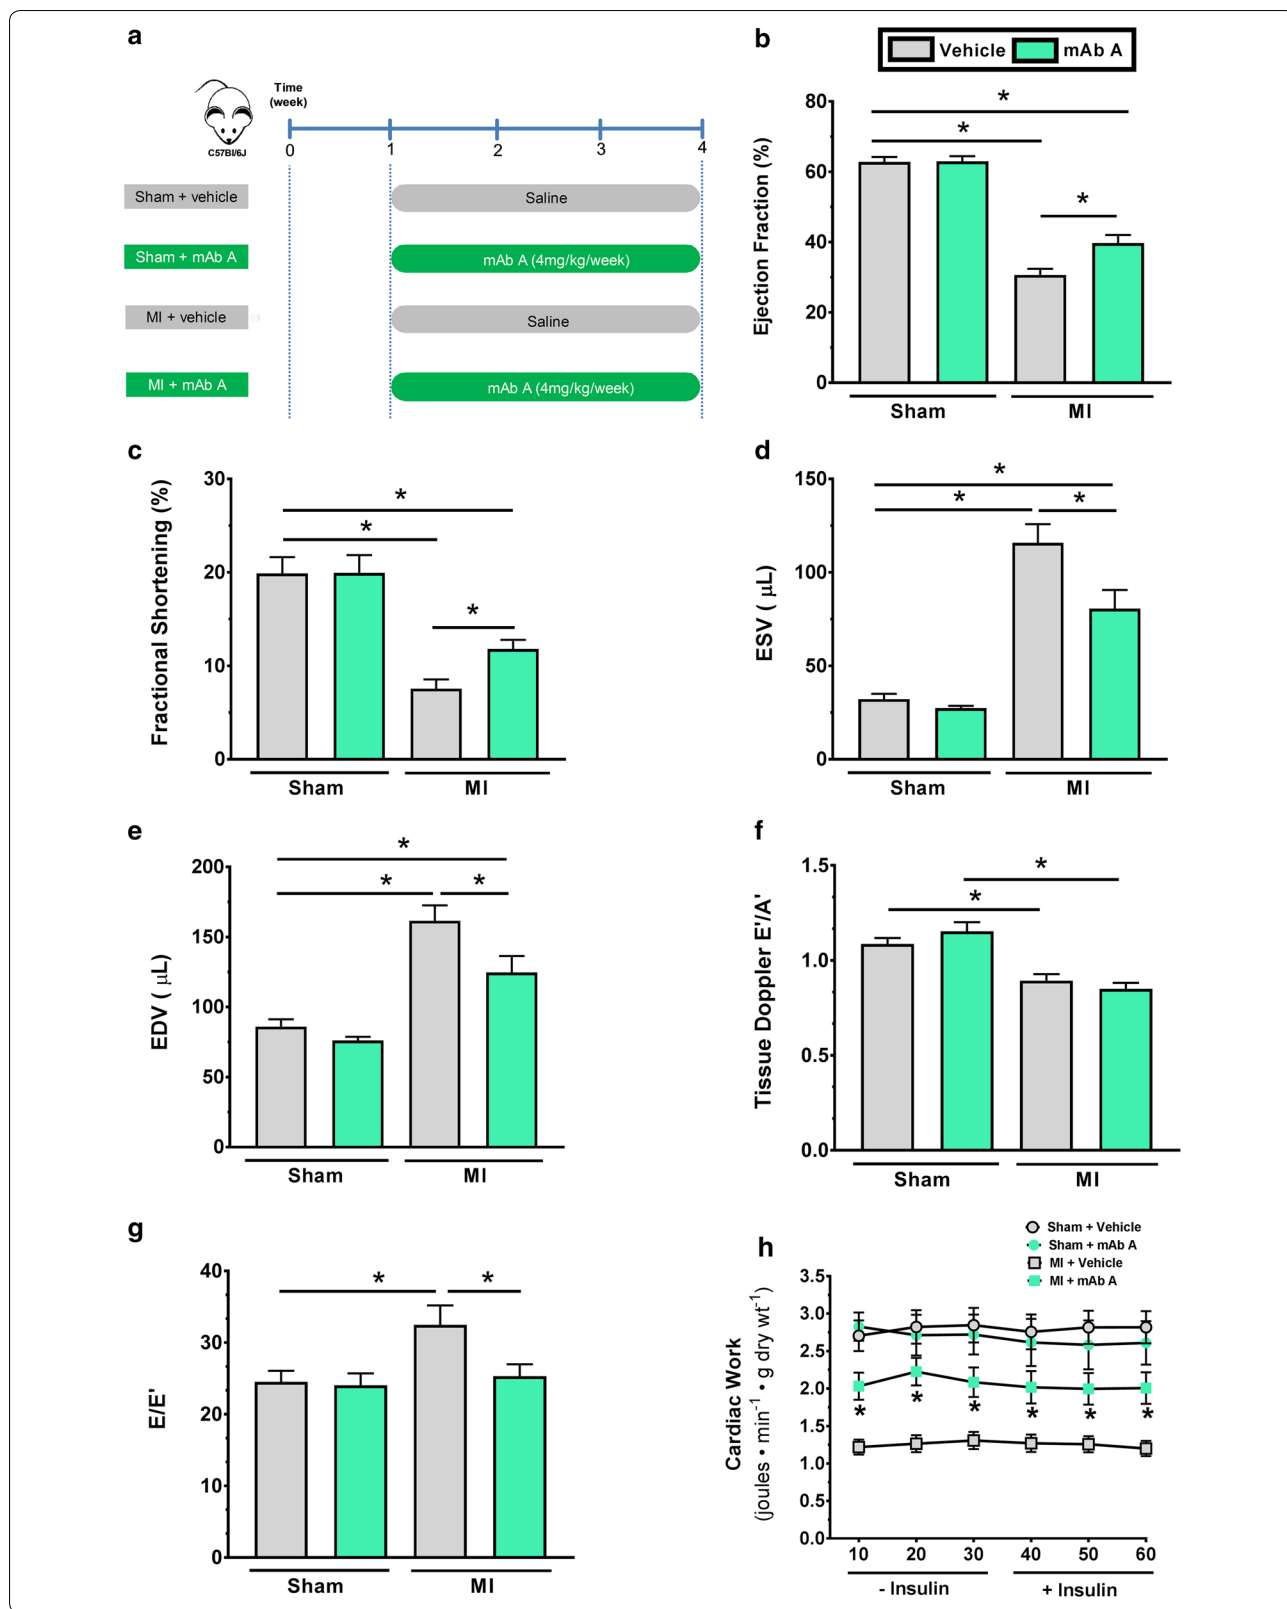 a
Time
(week)
C57Bl/6J
0 1 2 3 4
Sham + vehicle Saline
Sham + mAb A mAb A (4mg/kg/week)
MI + vehicle Saline
MI + mAb A mAb A (4mg/kg/week)
b
Vehicle mAb A
Ejection Fraction (%)
80
60
40
20
0
* * *
Sham MI
c
Fractional Shortening (%)
30
20
10
0
* * *
Sham MI
d
ESV ( μL)
150
100
50
0
* * *
Sham MI
e
EDV ( μL)
200
150
100
50
0
* * *
Sham MI
f
Tissue Doppler E'/A'
1.5
1.0
0.5
0.0
* *
Sham MI
g
E/E'
40
30
20
10
0
* *
Sham MI
h
Sham + Vehicle
Sham + mAb A
MI + Vehicle
MI + mAb A
Cardiac Work
(joules • min⁻¹ • g dry wt⁻¹)
3.5
3.0
2.5
2.0
1.5
1.0
0.5
0.0
* * * * * *
10 20 30 40 50 60
- Insulin + Insulin